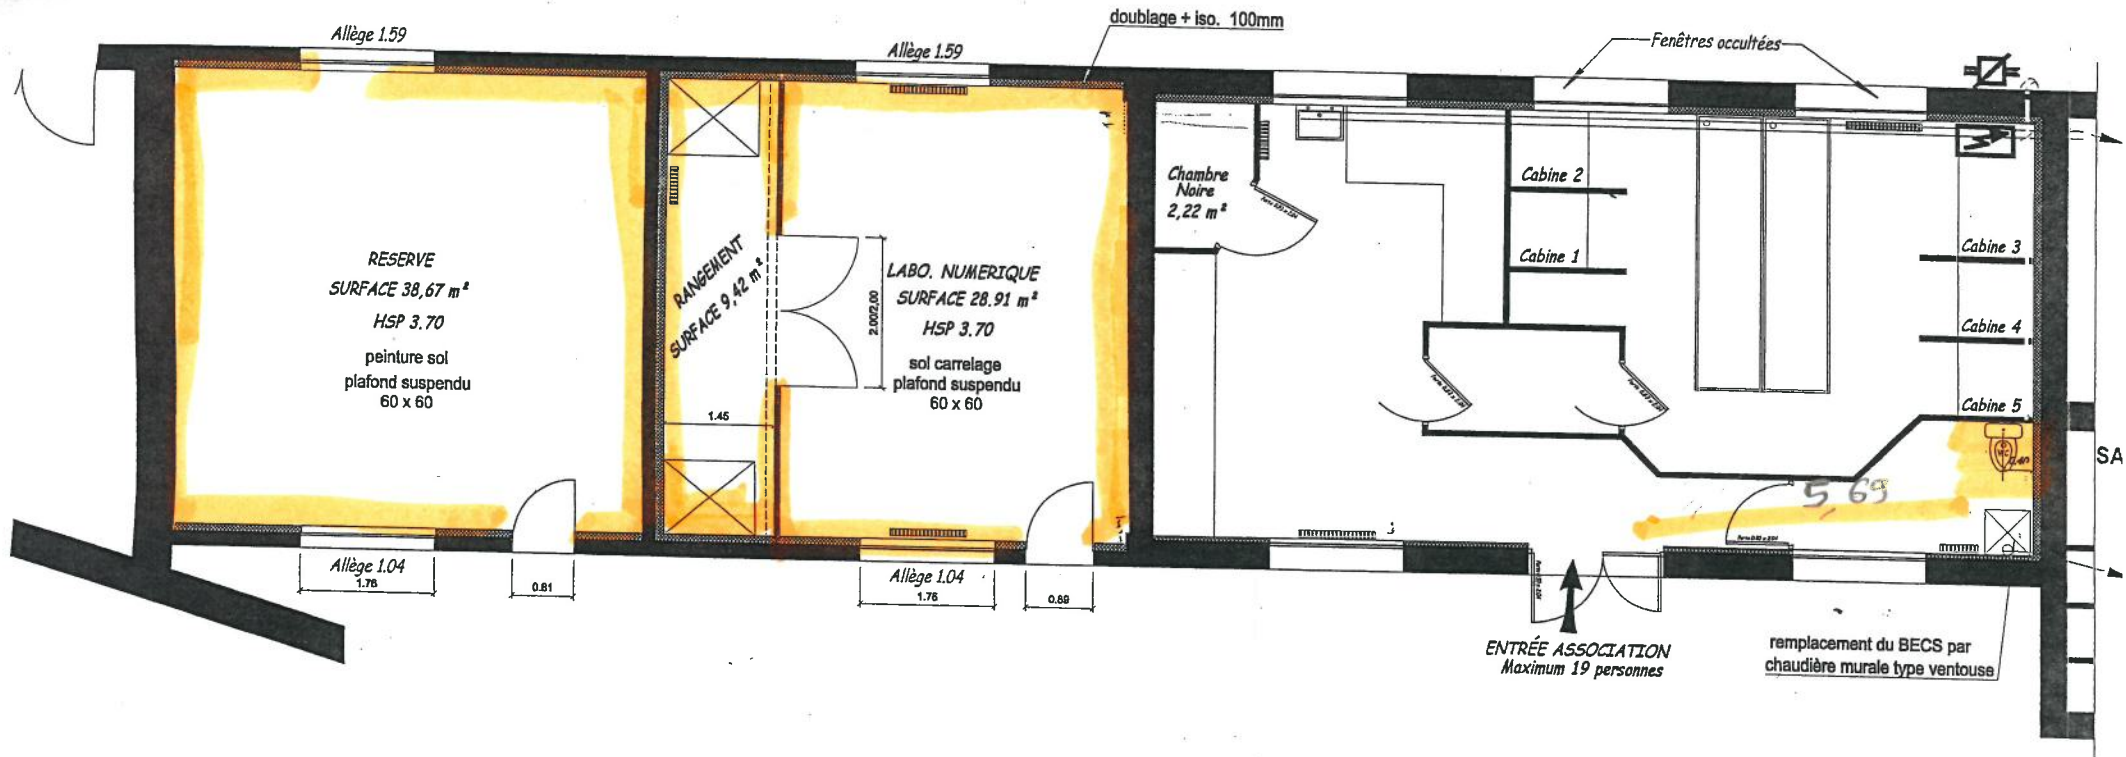 doublage + iso. 100mm
Allège 1.59
Allège 1.59
Fenêtres occultées
Chambre
Noire
2,22 m²
Cabine 2
Cabine 1
Cabine 3
Cabine 4
Cabine 5
RESERVE
SURFACE 38,67 m²
HSP 3.70
peinture sol
plafond suspendu
60 x 60
RANGEMENT
SURFACE 9,42 m²
1.45
2.00/2,00
LABO. NUMERIQUE
SURFACE 28.91 m²
HSP 3.70
sol carrelage
plafond suspendu
60 x 60
SA
5,69
Allège 1.04
1.76
0.81
Allège 1.04
1.76
0.89
ENTRÉE ASSOCIATION
Maximum 19 personnes
remplacement du BECS par
chaudière murale type ventouse